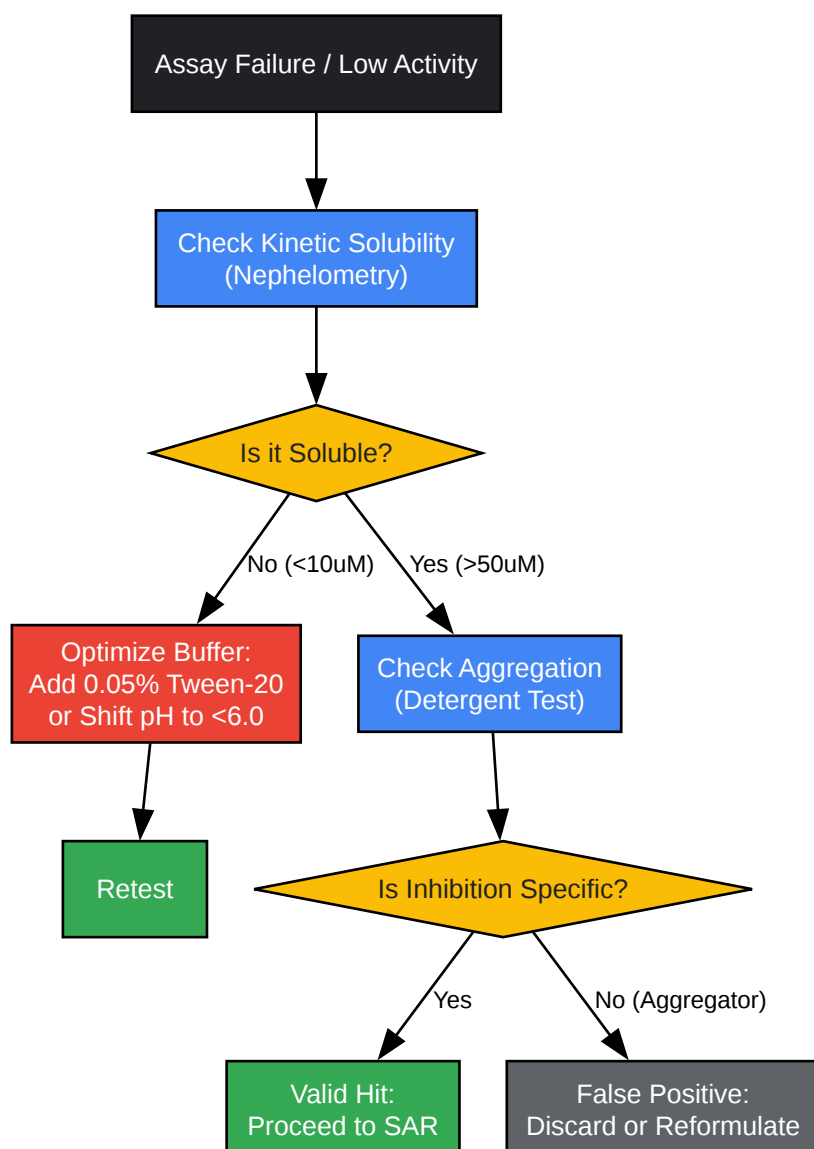 Assay Failure / Low Activity
Check Kinetic Solubility
(Nephelometry)
Is it Soluble?
No (<10uM)
Yes (>50uM)
Optimize Buffer:
Add 0.05% Tween-20
or Shift pH to <6.0
Check Aggregation
(Detergent Test)
Retest
Is Inhibition Specific?
Yes
No (Aggregator)
Valid Hit:
Proceed to SAR
False Positive:
Discard or Reformulate